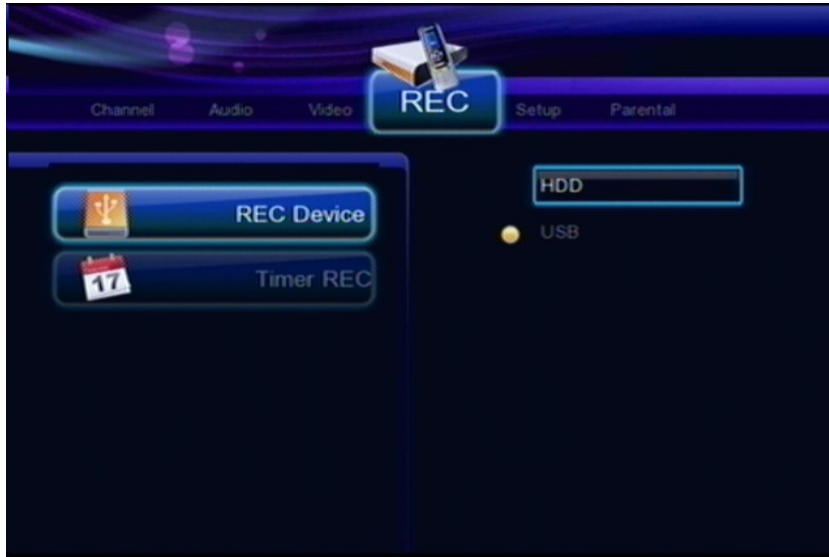 Channel Audio Video REC Setup Parental
REC Device
HDD
USB
17
Timer REC